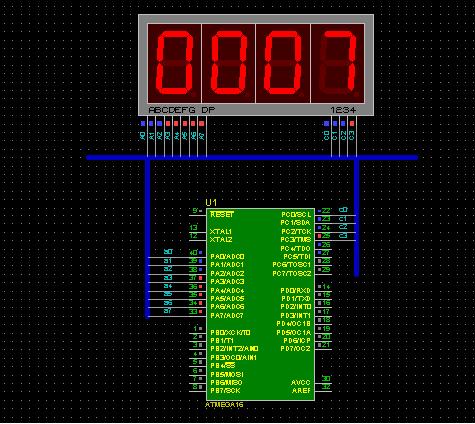 0007
ABCDEFG DP
1234
A0
A1
A2
A3
A4
A5
A6
A7
C0
C1
C2
C3
U1
9 RESET
13 XTAL1
12 XTAL2
a0 40 PA0/ADC0
a1 39 PA1/ADC1
a2 38 PA2/ADC2
a3 37 PA3/ADC3
a4 36 PA4/ADC4
a5 35 PA5/ADC5
a6 34 PA6/ADC6
a7 33 PA7/ADC7
1 PB0/XCK/T0
2 PB1/T1
3 PB2/INT2/AIN0
4 PB3/OC0/AIN1
5 PB4/SS
6 PB5/MOSI
7 PB6/MISO
8 PB7/SCK
PC0/SCL 22 c0
PC1/SDA 23 c1
PC2/TCK 24 c2
PC3/TMS 25 c3
PC4/TDO 26
PC5/TDI 27
PC6/TOSC1 28
PC7/TOSC2 29
PD0/RXD 14
PD1/TXD 15
PD2/INT0 16
PD3/INT1 17
PD4/OC1B 18
PD5/OC1A 19
PD6/ICP 20
PD7/OC2 21
AVCC 30
AREF 32
ATMEGA16